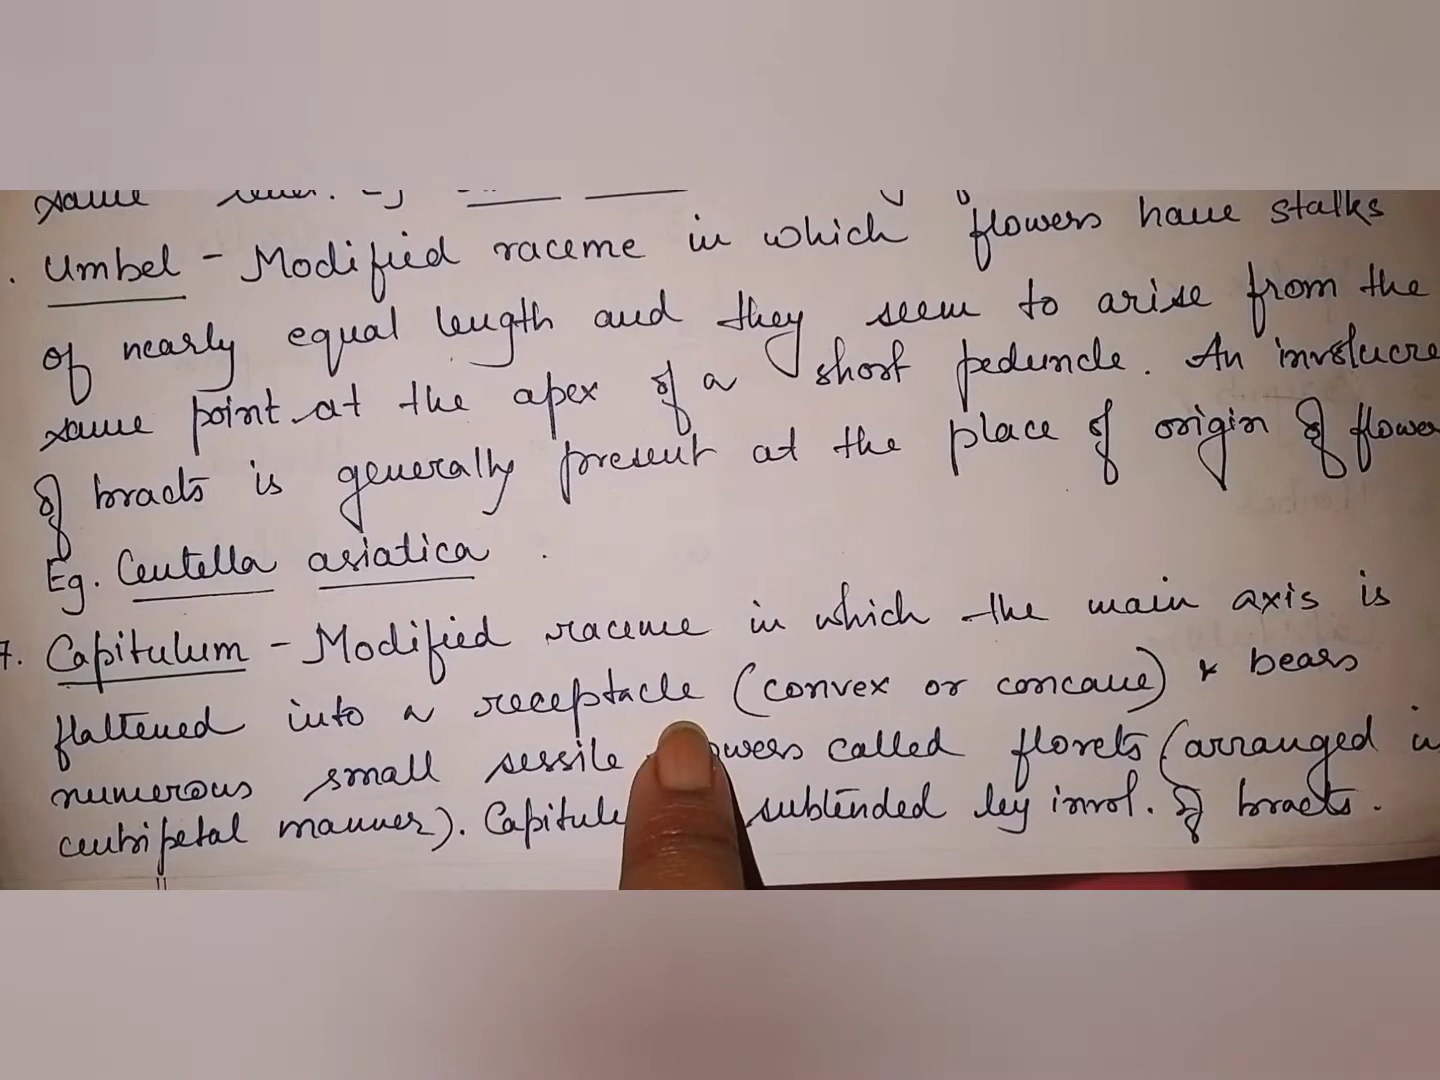 same
. Umbel - Modified raceme in which flowers have stalks
of nearly equal length and they seem to arise from the
same point at the apex of a short peduncle. An involucre
of bracts is generally present at the place of origin of flower
Eg. Centella asiatica .
7. Capitulum - Modified raceme in which the main axis is
flattened into a receptacle (convex or concave) & bears
numerous small sessile owers called florets (arranged in
centripetal manner). Capitulu subtended by invol. of bracts.